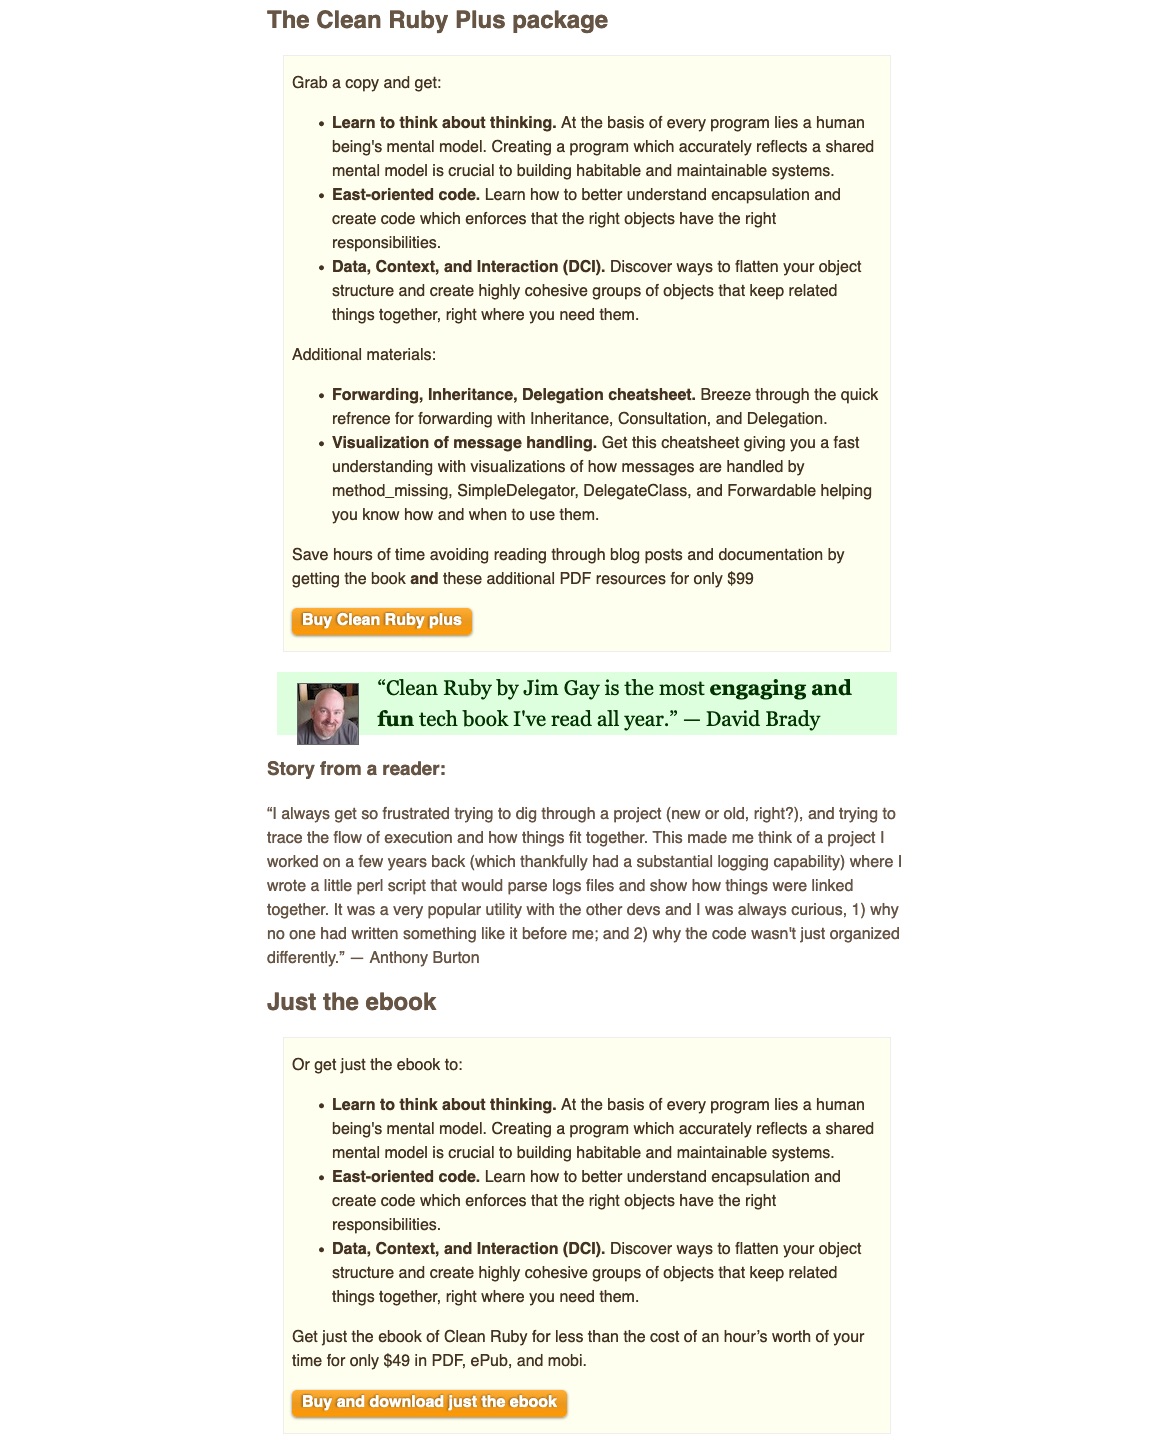 The Clean Ruby Plus package
Grab a copy and get:
• Learn to think about thinking. At the basis of every program lies a human
being's mental model. Creating a program which accurately reflects a shared
mental model is crucial to building habitable and maintainable systems.
• East-oriented code. Learn how to better understand encapsulation and
create code which enforces that the right objects have the right
responsibilities.
• Data, Context, and Interaction (DCI). Discover ways to flatten your object
structure and create highly cohesive groups of objects that keep related
things together, right where you need them.
Additional materials:
• Forwarding, Inheritance, Delegation cheatsheet. Breeze through the quick
refrence for forwarding with Inheritance, Consultation, and Delegation.
• Visualization of message handling. Get this cheatsheet giving you a fast
understanding with visualizations of how messages are handled by
method_missing, SimpleDelegator, DelegateClass, and Forwardable helping
you know how and when to use them.
Save hours of time avoiding reading through blog posts and documentation by
getting the book and these additional PDF resources for only $99
Buy Clean Ruby plus
“Clean Ruby by Jim Gay is the most engaging and
fun tech book I've read all year.” — David Brady
Story from a reader:
“I always get so frustrated trying to dig through a project (new or old, right?), and trying to
trace the flow of execution and how things fit together. This made me think of a project I
worked on a few years back (which thankfully had a substantial logging capability) where I
wrote a little perl script that would parse logs files and show how things were linked
together. It was a very popular utility with the other devs and I was always curious, 1) why
no one had written something like it before me; and 2) why the code wasn't just organized
differently.” — Anthony Burton
Just the ebook
Or get just the ebook to:
• Learn to think about thinking. At the basis of every program lies a human
being's mental model. Creating a program which accurately reflects a shared
mental model is crucial to building habitable and maintainable systems.
• East-oriented code. Learn how to better understand encapsulation and
create code which enforces that the right objects have the right
responsibilities.
• Data, Context, and Interaction (DCI). Discover ways to flatten your object
structure and create highly cohesive groups of objects that keep related
things together, right where you need them.
Get just the ebook of Clean Ruby for less than the cost of an hour’s worth of your
time for only $49 in PDF, ePub, and mobi.
Buy and download just the ebook